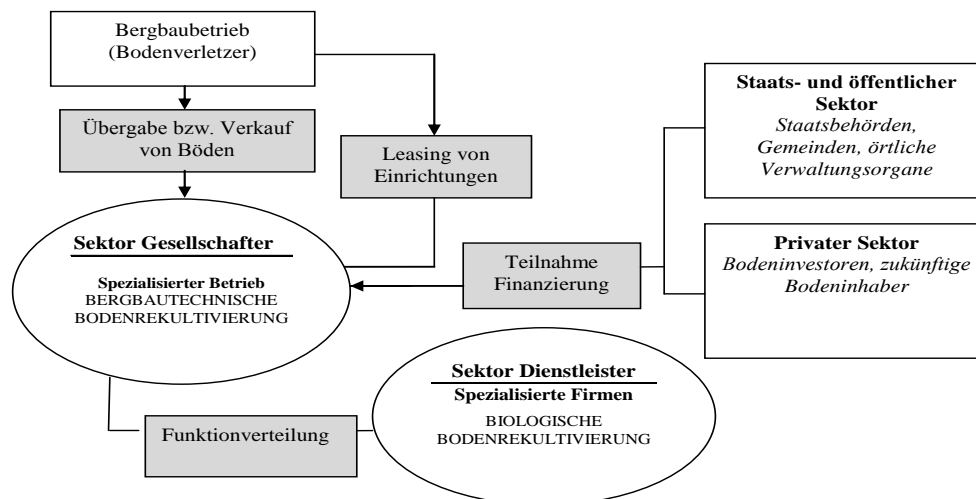 Bergbaubetrieb
(Bodenverletzer)
Übergabe bzw. Verkauf
von Böden
Leasing von
Einrichtungen
Staats- und öffentlicher
Sektor
Staatsbehörden,
Gemeinden, örtliche
Verwaltungsorgane
Sektor Gesellschafter
Spezialisierter Betrieb
BERGBAUTECHNISCHE
BODENREKULTIVIERUNG
Teilnahme
Finanzierung
Privater Sektor
Bodeninvestoren, zukünftige
Bodeninhaber
Sektor Dienstleister
Spezialisierte Firmen
BIOLOGISCHE
BODENREKULTIVIERUNG
Funktionverteilung